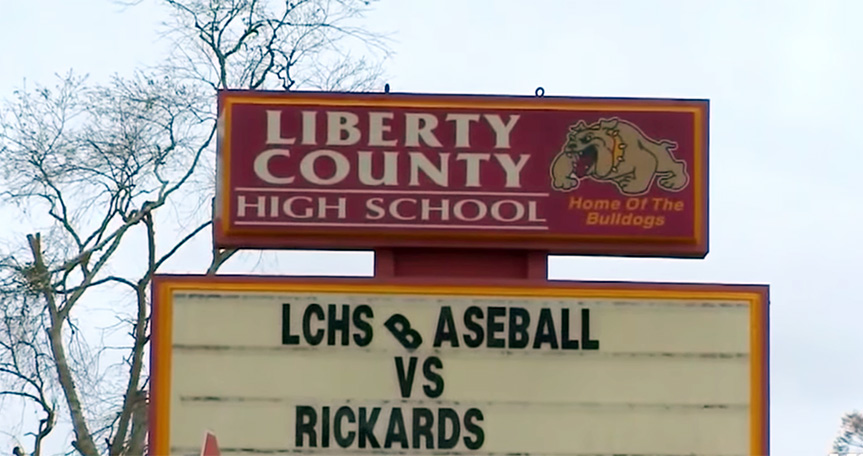 LIBERTY
COUNTY
HIGH SCHOOL
Home Of The
Bulldogs
LCHS BASEBALL
VS
RICKARDS